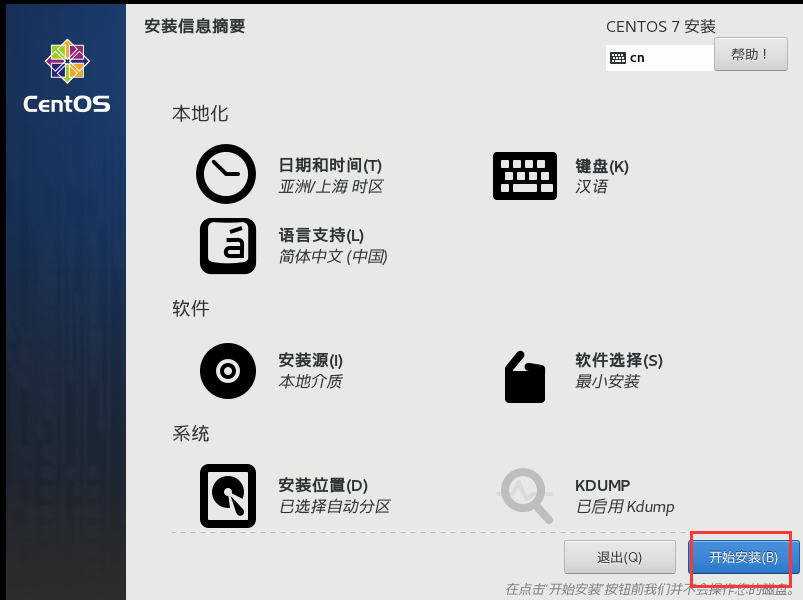 安装信息摘要
CENTOS 7 安装
cn
帮助！
CentOS
本地化
日期和时间(T)
亚洲/上海 时区
键盘(K)
汉语
á
语言支持(L)
简体中文 (中国)
软件
安装源(I)
本地介质
软件选择(S)
最小安装
系统
安装位置(D)
已选择自动分区
KDUMP
已启用 Kdump
退出(Q)
开始安装(B)
在点击'开始安装'按钮前我们并不会操作您的磁盘。